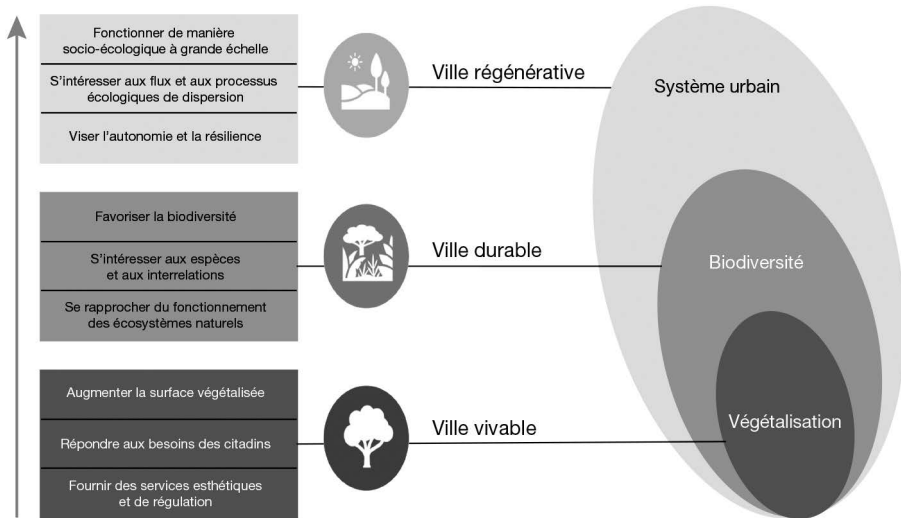 Fonctionner de manière
socio-écologique à grande échelle
S’intéresser aux flux et aux processus
écologiques de dispersion
Viser l’autonomie et la résilience
Ville régénérative
Système urbain
Favoriser la biodiversité
S’intéresser aux espèces
et aux interrelations
Se rapprocher du fonctionnement
des écosystèmes naturels
Ville durable
Biodiversité
Augmenter la surface végétalisée
Répondre aux besoins des citadins
Fournir des services esthétiques
et de régulation
Ville vivable
Végétalisation